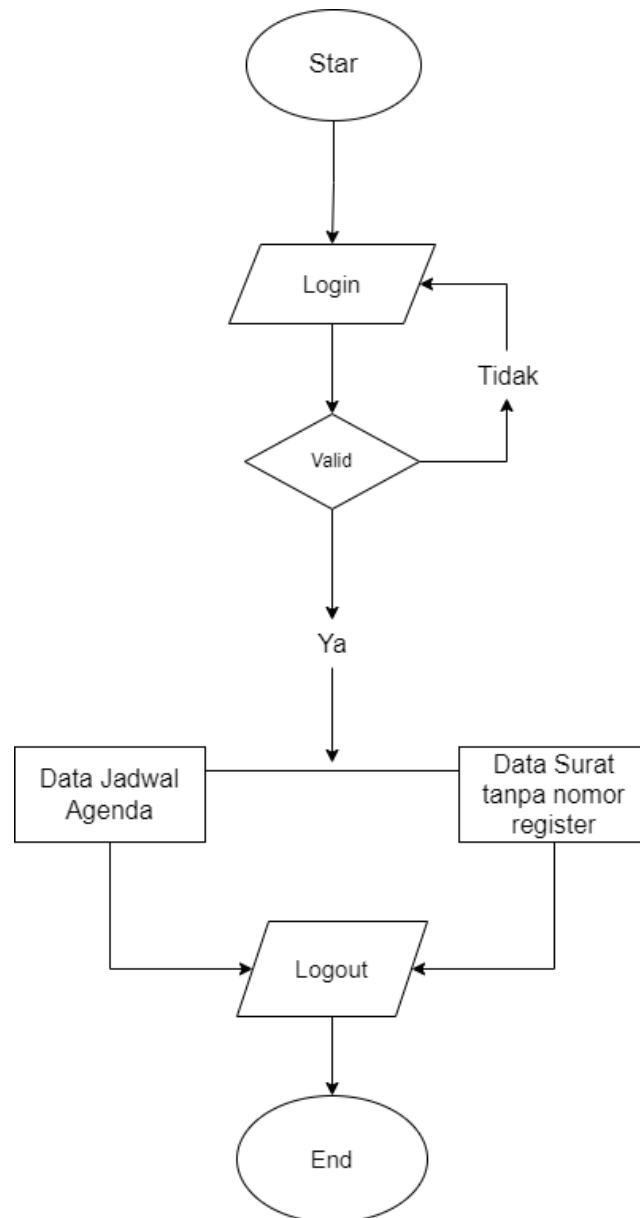 Star
Login
Tidak
Valid
Ya
Data Jadwal
Agenda
Data Surat
tanpa nomor
register
Logout
End